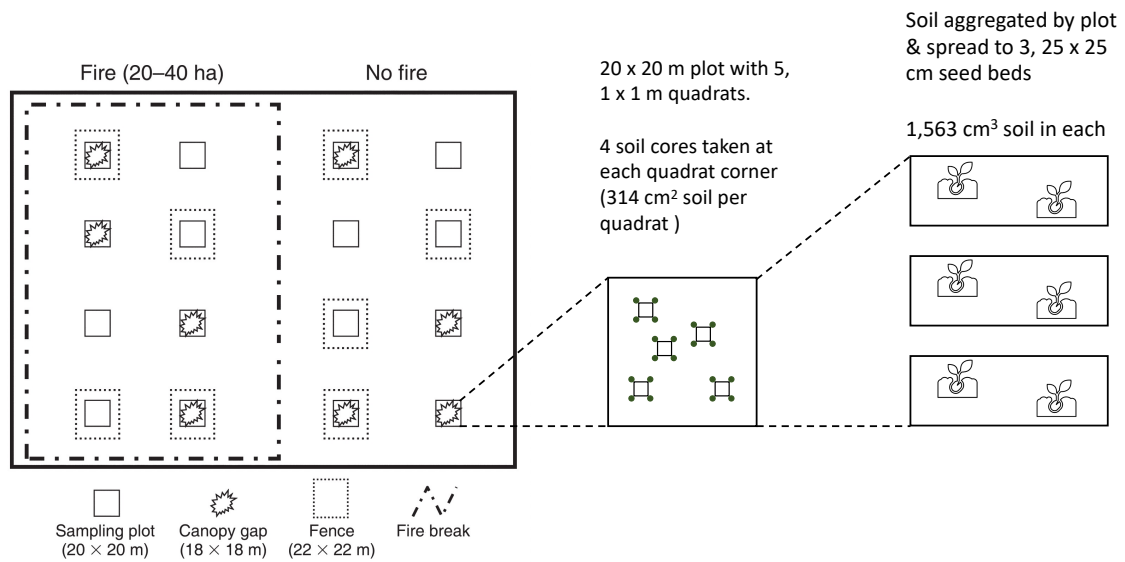 Fire (20–40 ha)
No fire
20 x 20 m plot with 5,
1 x 1 m quadrats.
4 soil cores taken at
each quadrat corner
(314 cm² soil per
quadrat )
Soil aggregated by plot
& spread to 3, 25 x 25
cm seed beds
1,563 cm³ soil in each
Sampling plot
(20 × 20 m)
Canopy gap
(18 × 18 m)
Fence
(22 × 22 m)
Fire break